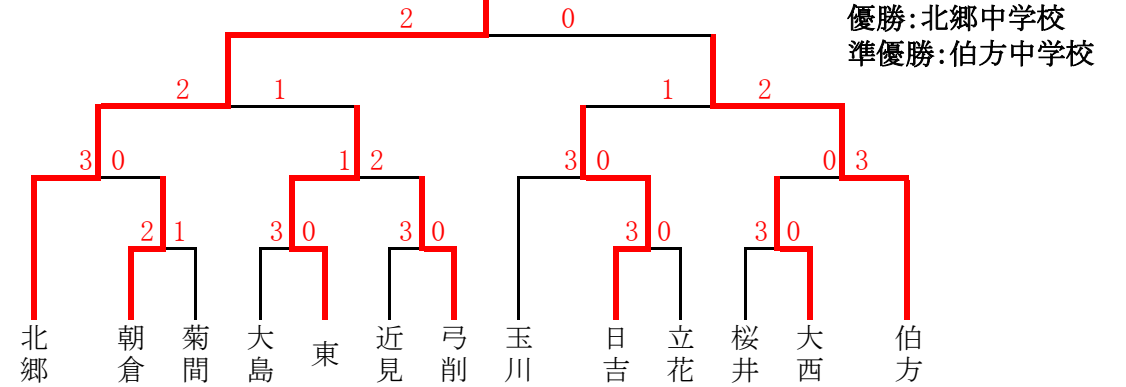 2 0
優勝:北郷中学校
準優勝:伯方中学校
2 1 1 2
3 0 1 2 3 0 0 3
2 1 3 0 3 0 3 0 3 0
北郷 朝倉 菊間 大島 東 近見 弓削 玉川 日吉 立花 桜井 大西 伯方